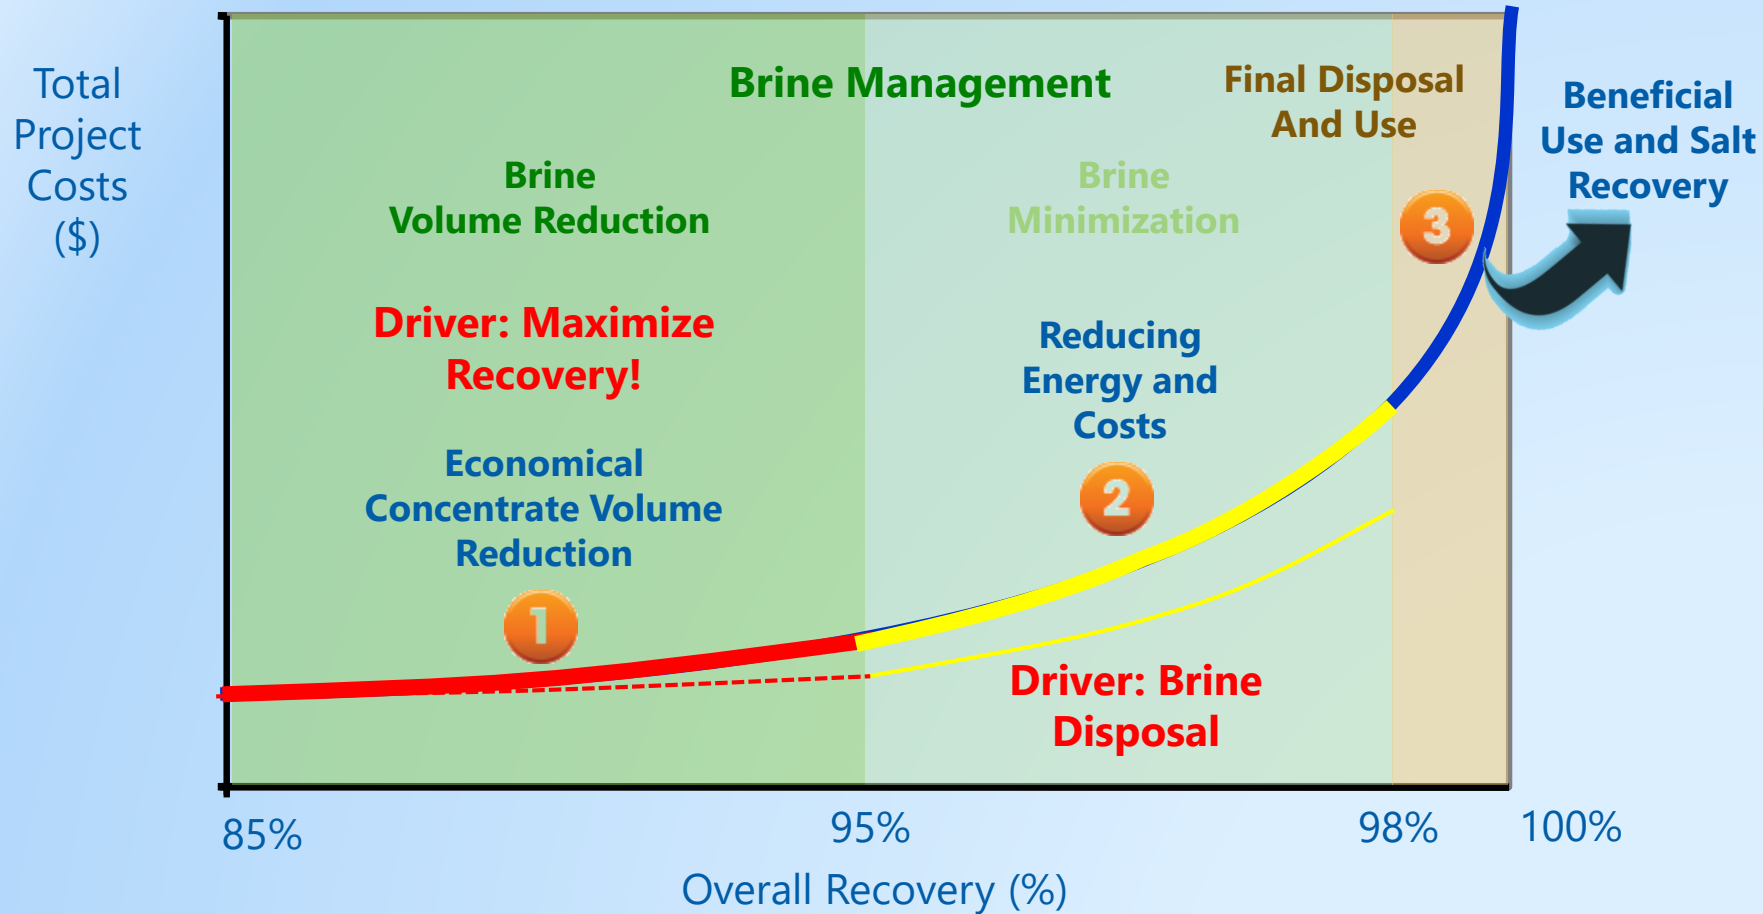 Total
Project
Costs
($)
Brine Management
Final Disposal
And Use
Beneficial
Use and Salt
Recovery
Brine
Volume Reduction
Brine
Minimization
3
Driver: Maximize
Recovery!
Reducing
Energy and
Costs
2
Economical
Concentrate Volume
Reduction
1
Driver: Brine
Disposal
85%
95%
98%
100%
Overall Recovery (%)